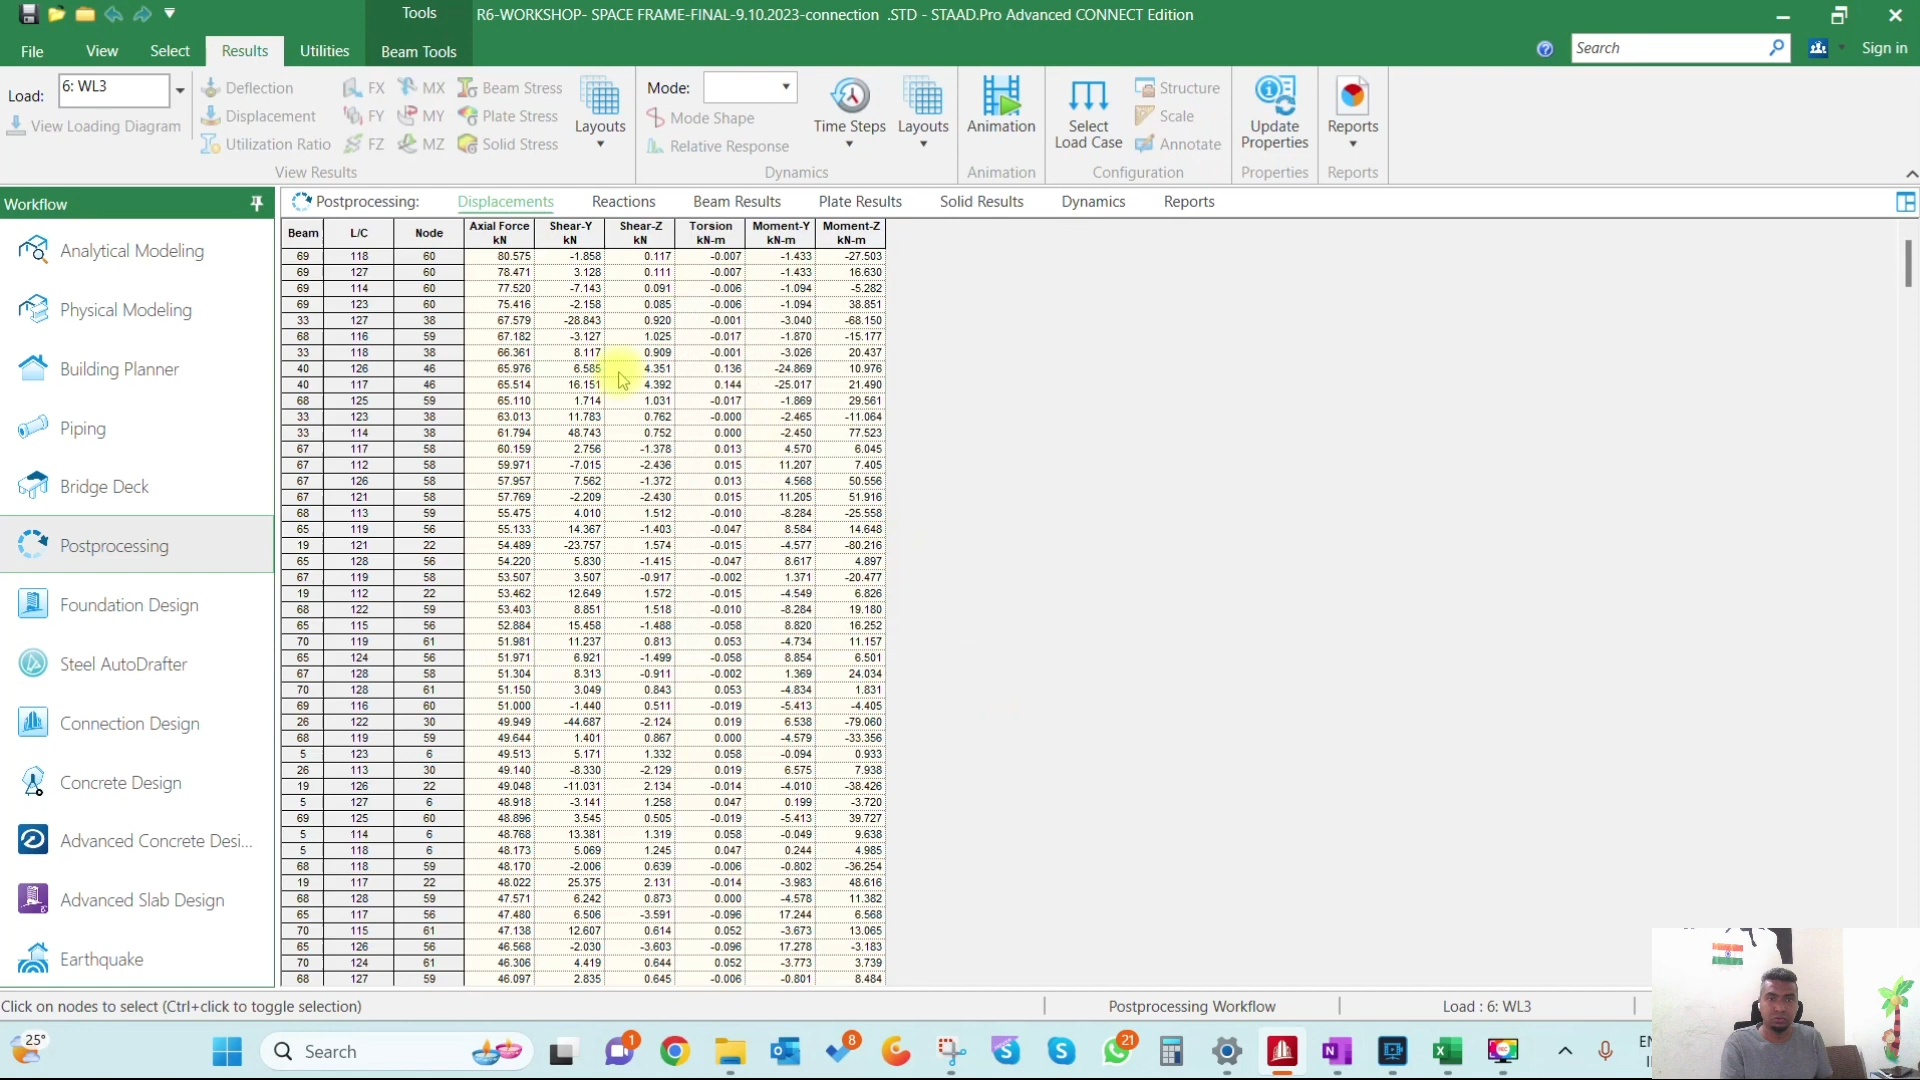 Tools
R6-WORKSHOP- SPACE FRAME-FINAL-9.10.2023-connection .STD - STAAD.Pro Advanced CONNECT Edition
File View Select Results Utilities Beam Tools Search Sign in
Load: 6: WL3
View Loading Diagram
Deflection
Displacement
Utilization Ratio
FX MX
FY MY
FZ MZ
Beam Stress
Plate Stress
Solid Stress
Layouts
View Results
Mode:
Mode Shape
Relative Response
Time Steps
Layouts
Dynamics
Animation
Animation
Select Load Case
Structure
Scale
Annotate
Configuration
Update Properties
Properties
Reports
Reports
Workflow
Analytical Modeling
Physical Modeling
Building Planner
Piping
Bridge Deck
Postprocessing
Foundation Design
Steel AutoDrafter
Connection Design
Concrete Design
Advanced Concrete Desi...
Advanced Slab Design
Earthquake
Postprocessing: Displacements Reactions Beam Results Plate Results Solid Results Dynamics Reports
Beam L/C Node Axial Force kN Shear-Y kN Shear-Z kN Torsion kN-m Moment-Y kN-m Moment-Z kN-m
69 118 60 80.575 -1.858 0.117 -0.007 -1.433 -27.503
69 127 60 78.471 3.128 0.111 -0.007 -1.433 16.630
69 114 60 77.520 -7.143 0.091 -0.006 -1.094 -5.282
69 123 60 75.416 -2.158 0.085 -0.006 -1.094 38.851
33 127 38 67.579 -28.843 0.920 -0.001 -3.040 -68.150
68 116 59 67.182 -3.127 1.025 -0.017 -1.870 -15.177
33 118 38 66.361 8.117 0.909 -0.001 -3.026 20.437
40 126 46 65.976 6.585 4.351 0.136 -24.869 10.976
40 117 46 65.514 16.151 4.392 0.144 -25.017 21.490
68 125 59 65.110 1.714 1.031 -0.017 -1.869 29.561
33 123 38 63.013 11.783 0.762 -0.000 -2.465 -11.064
33 114 38 61.794 48.743 0.752 0.000 -2.450 77.523
67 117 58 60.159 2.756 -1.378 0.013 4.570 6.045
67 112 58 59.971 -7.015 -2.436 0.015 11.207 7.405
67 126 58 57.957 7.562 -1.372 0.013 4.568 50.556
67 121 58 57.769 -2.209 -2.430 0.015 11.205 51.916
68 113 59 55.475 4.010 1.512 -0.010 -8.284 -25.558
65 119 56 55.133 14.367 -1.403 -0.047 8.584 14.648
19 121 22 54.489 -23.757 1.574 -0.015 -4.577 -80.216
65 128 56 54.220 5.830 -1.415 -0.047 8.617 4.897
67 119 58 53.507 3.507 -0.917 -0.002 1.371 -20.477
19 112 22 53.462 12.649 1.572 -0.015 -4.549 6.826
68 122 59 53.403 8.851 1.518 -0.010 -8.284 19.180
65 115 56 52.884 15.458 -1.488 -0.058 8.820 16.252
70 119 61 51.981 11.237 0.813 0.053 -4.734 11.157
65 124 56 51.971 6.921 -1.499 -0.058 8.854 6.501
67 128 58 51.304 8.313 -0.911 -0.002 1.369 24.034
70 128 61 51.150 3.049 0.843 0.053 -4.834 1.831
69 116 60 51.000 -1.440 0.511 -0.019 -5.413 -4.405
26 122 30 49.949 -44.687 -2.124 0.019 6.538 -79.060
68 119 59 49.644 1.401 0.867 0.000 -4.579 -33.356
5 123 6 49.513 5.171 1.332 0.058 -0.094 0.933
26 113 30 49.140 -8.330 -2.129 0.019 6.575 7.938
19 126 22 49.048 -11.031 2.134 -0.014 -4.010 -38.426
5 127 6 48.918 -3.141 1.258 0.047 0.199 -3.720
69 125 60 48.896 3.545 0.505 -0.019 -5.413 39.727
5 114 6 48.768 13.381 1.319 0.058 -0.049 9.638
5 118 6 48.173 5.069 1.245 0.047 0.244 4.985
68 118 59 48.170 -2.006 0.639 -0.006 -0.802 -36.254
19 117 22 48.022 25.375 2.131 -0.014 -3.983 48.616
68 128 59 47.571 6.242 0.873 0.000 -4.578 11.382
65 117 56 47.480 6.506 -3.591 -0.096 17.244 6.568
70 115 61 47.138 12.607 0.614 0.052 -3.673 13.065
65 126 56 46.568 -2.030 -3.603 -0.096 17.278 -3.183
70 124 61 46.306 4.419 0.644 0.052 -3.773 3.739
68 127 59 46.097 2.835 0.645 -0.006 -0.801 8.484
Click on nodes to select (Ctrl+click to toggle selection) Postprocessing Workflow Load : 6: WL3
25° Search 1 8 21